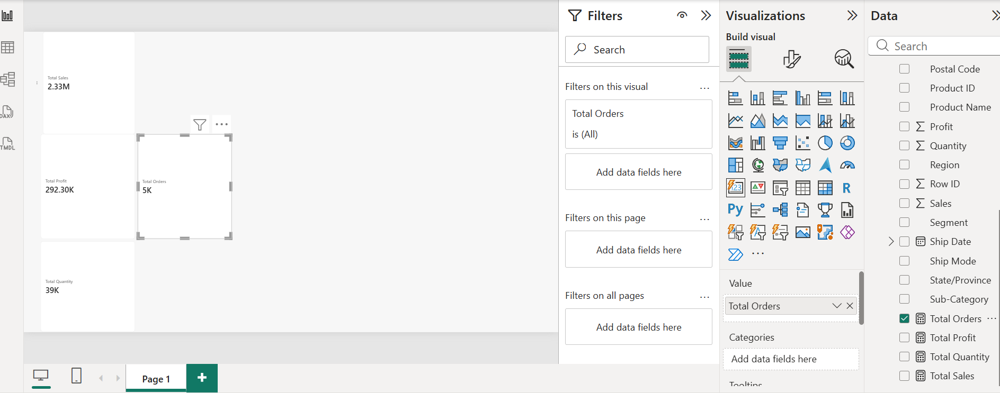 DAX
TMDL
Total Sales
2.33M
Total Profit
292.30K
Total Orders
5K
Total Quantity
39K
Page 1
Filters
Search
Filters on this visual
Total Orders
is (All)
Add data fields here
Filters on this page
Add data fields here
Filters on all pages
Add data fields here
Visualizations
Build visual
123
R
Py
Value
Total Orders
Categories
Add data fields here
Tooltips
Data
Search
Postal Code
Product ID
Product Name
Profit
Quantity
Region
Row ID
Sales
Segment
Ship Date
Ship Mode
State/Province
Sub-Category
Total Orders
Total Profit
Total Quantity
Total Sales